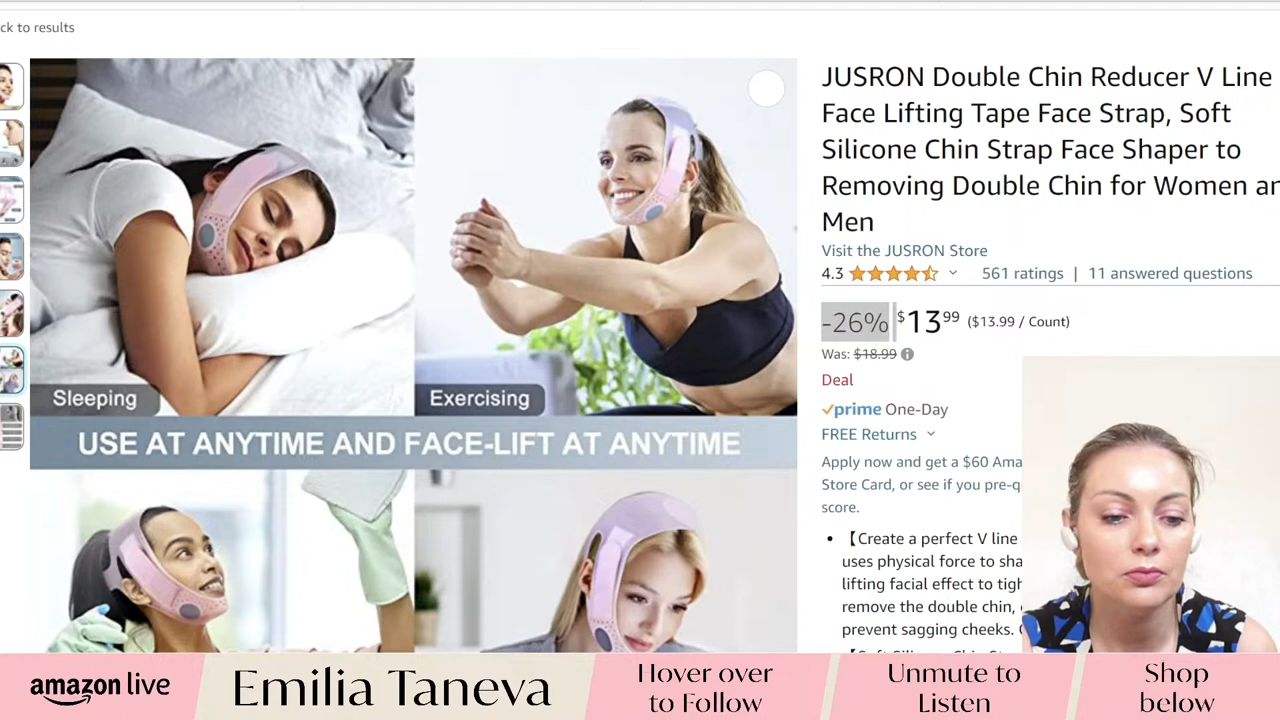 ck to results
JUSRON Double Chin Reducer V Line
Face Lifting Tape Face Strap, Soft
Silicone Chin Strap Face Shaper to
Removing Double Chin for Women an
Men
Visit the JUSRON Store
4.3 561 ratings | 11 answered questions
-26% $13 99 ($13.99 / Count)
Was: $18.99
Deal
prime One-Day
FREE Returns
Apply now and get a $60 Ama
Store Card, or see if you pre-q
score.
• 【Create a perfect V line
uses physical force to sha
lifting facial effect to tigh
remove the double chin,
prevent sagging cheeks.
Sleeping
Exercising
USE AT ANYTIME AND FACE-LIFT AT ANYTIME
amazon live
Emilia Taneva
Hover over
to Follow
Unmute to
Listen
Shop
below